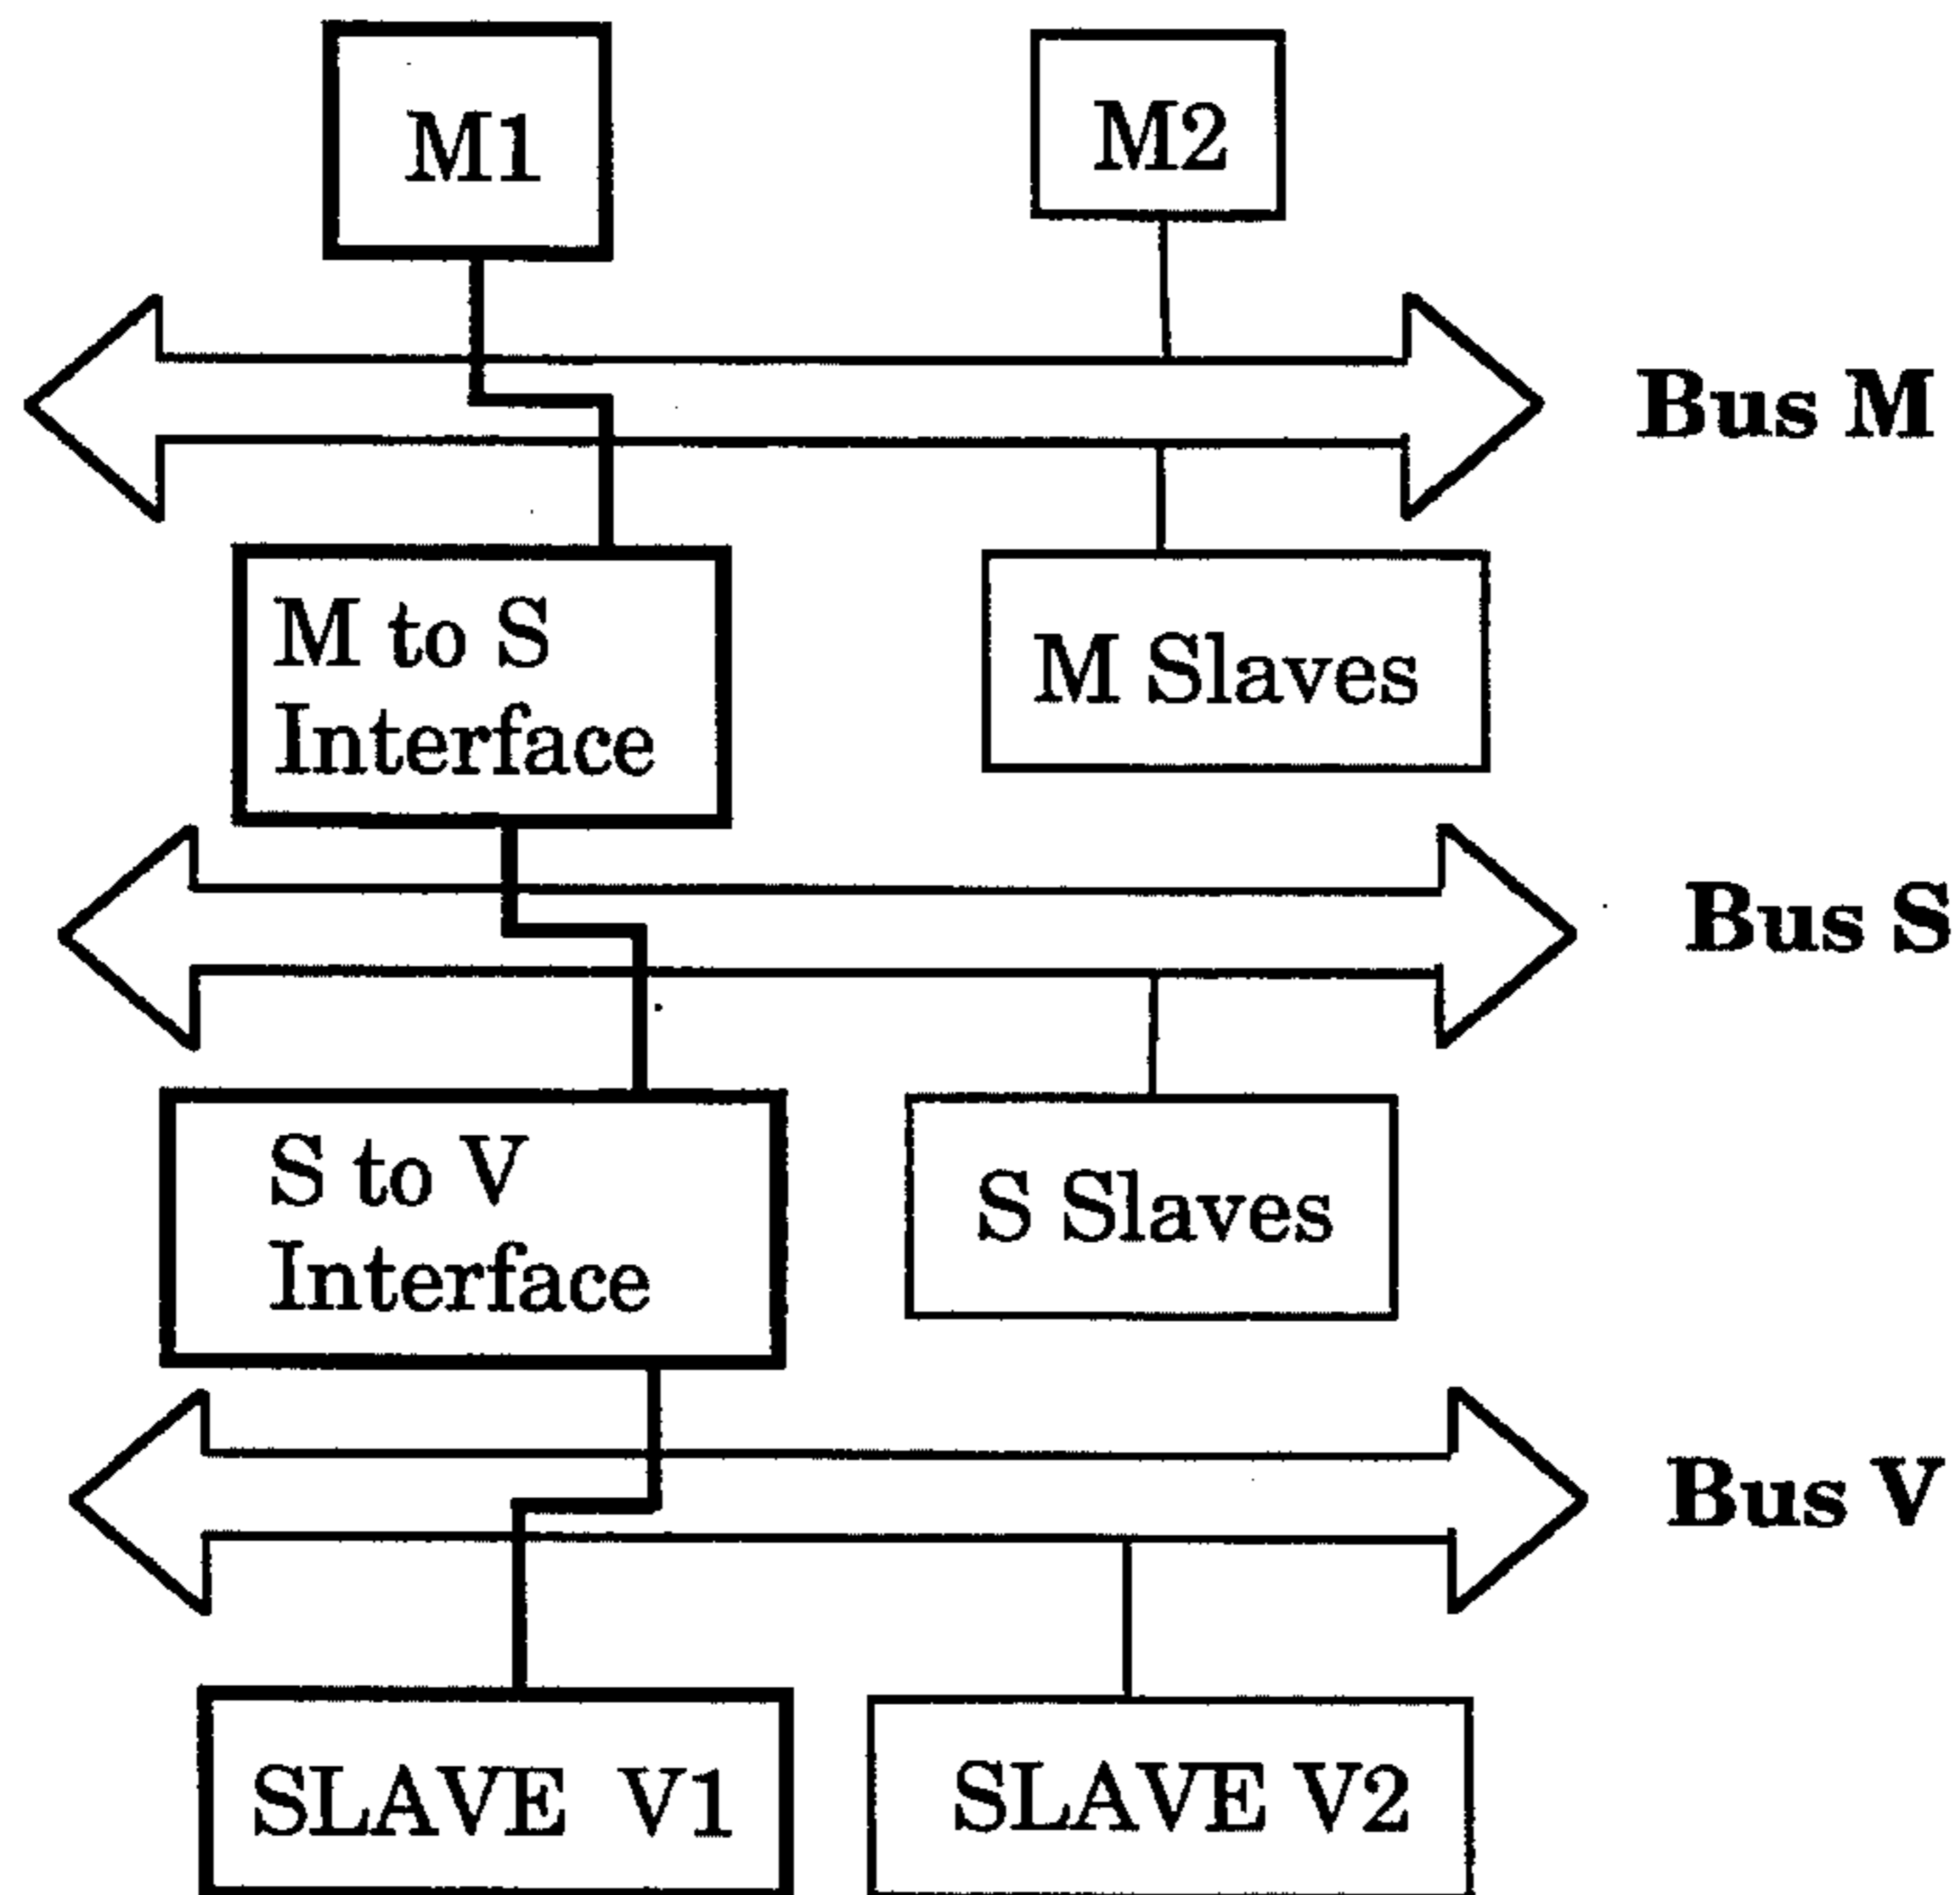 M1
M2
Bus M
M to S
Interface
M Slaves
Bus S
S to V
Interface
S Slaves
Bus V
SLAVE V1
SLAVE V2